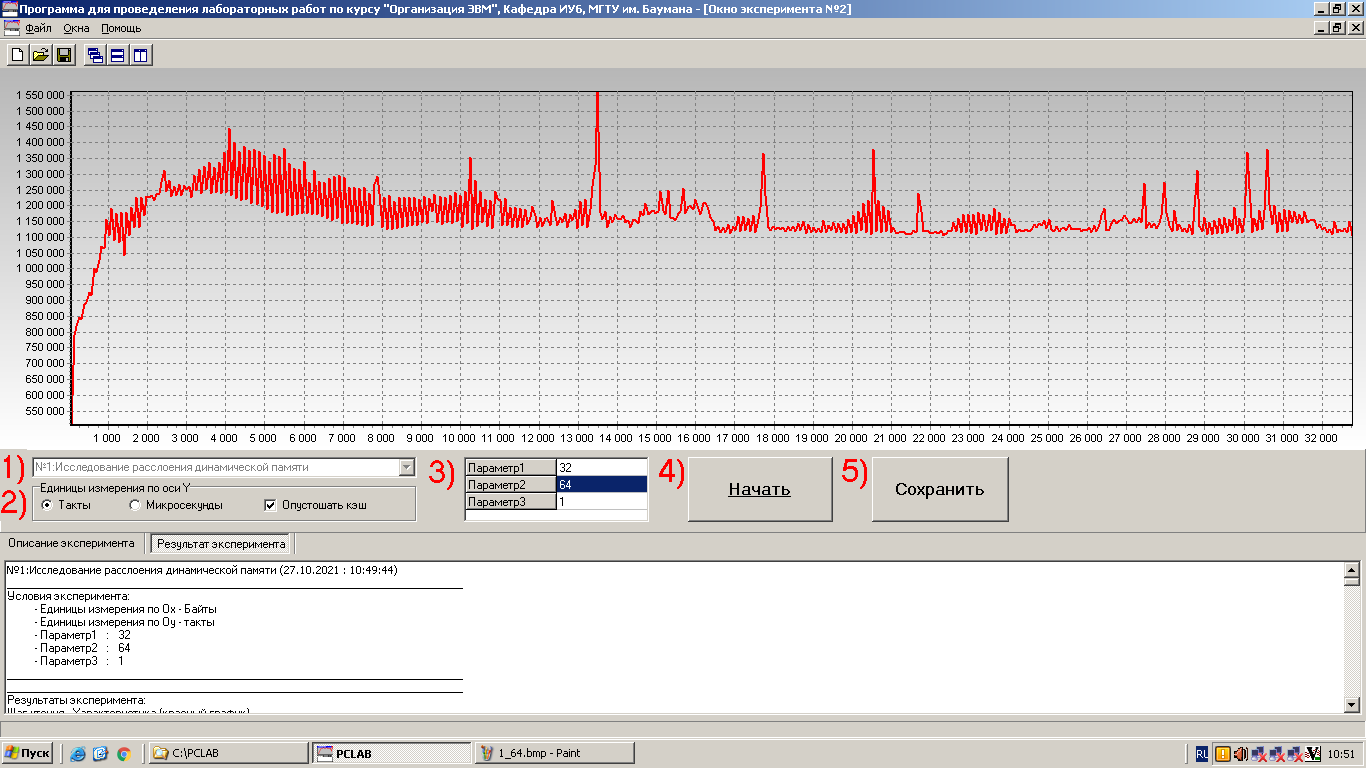 Программа для проведения лабораторных работ по курсу "Организация ЭВМ", Кафедра ИУ6, МГТУ им. Баумана - [Окно эксперимента №2]
Файл Окна Помощь
1 550 000
1 500 000
1 450 000
1 400 000
1 350 000
1 300 000
1 250 000
1 200 000
1 150 000
1 100 000
1 050 000
1 000 000
950 000
900 000
850 000
800 000
750 000
700 000
650 000
600 000
550 000
1 000 2 000 3 000 4 000 5 000 6 000 7 000 8 000 9 000 10 000 11 000 12 000 13 000 14 000 15 000 16 000 17 000 18 000 19 000 20 000 21 000 22 000 23 000 24 000 25 000 26 000 27 000 28 000 29 000 30 000 31 000 32 000
1) №1:Исследование расслоения динамической памяти
2) Единицы измерения по оси Y
Такты Микросекунды Опустошать кэш
3) Параметр1 32
Параметр2 64
Параметр3 1
4) Начать
5) Сохранить
Описание эксперимента Результат эксперимента
№1:Исследование расслоения динамической памяти (27.10.2021 : 10:49:44)
Условия эксперимента:
- Единицы измерения по Ox - Байты
- Единицы измерения по Oy - такты
- Параметр1 : 32
- Параметр2 : 64
- Параметр3 : 1
Результаты эксперимента:
Шаг чтения - Характеристика (красный график)
Пуск C:\PCLAB PCLAB 1_64.bmp - Paint RU 10:51